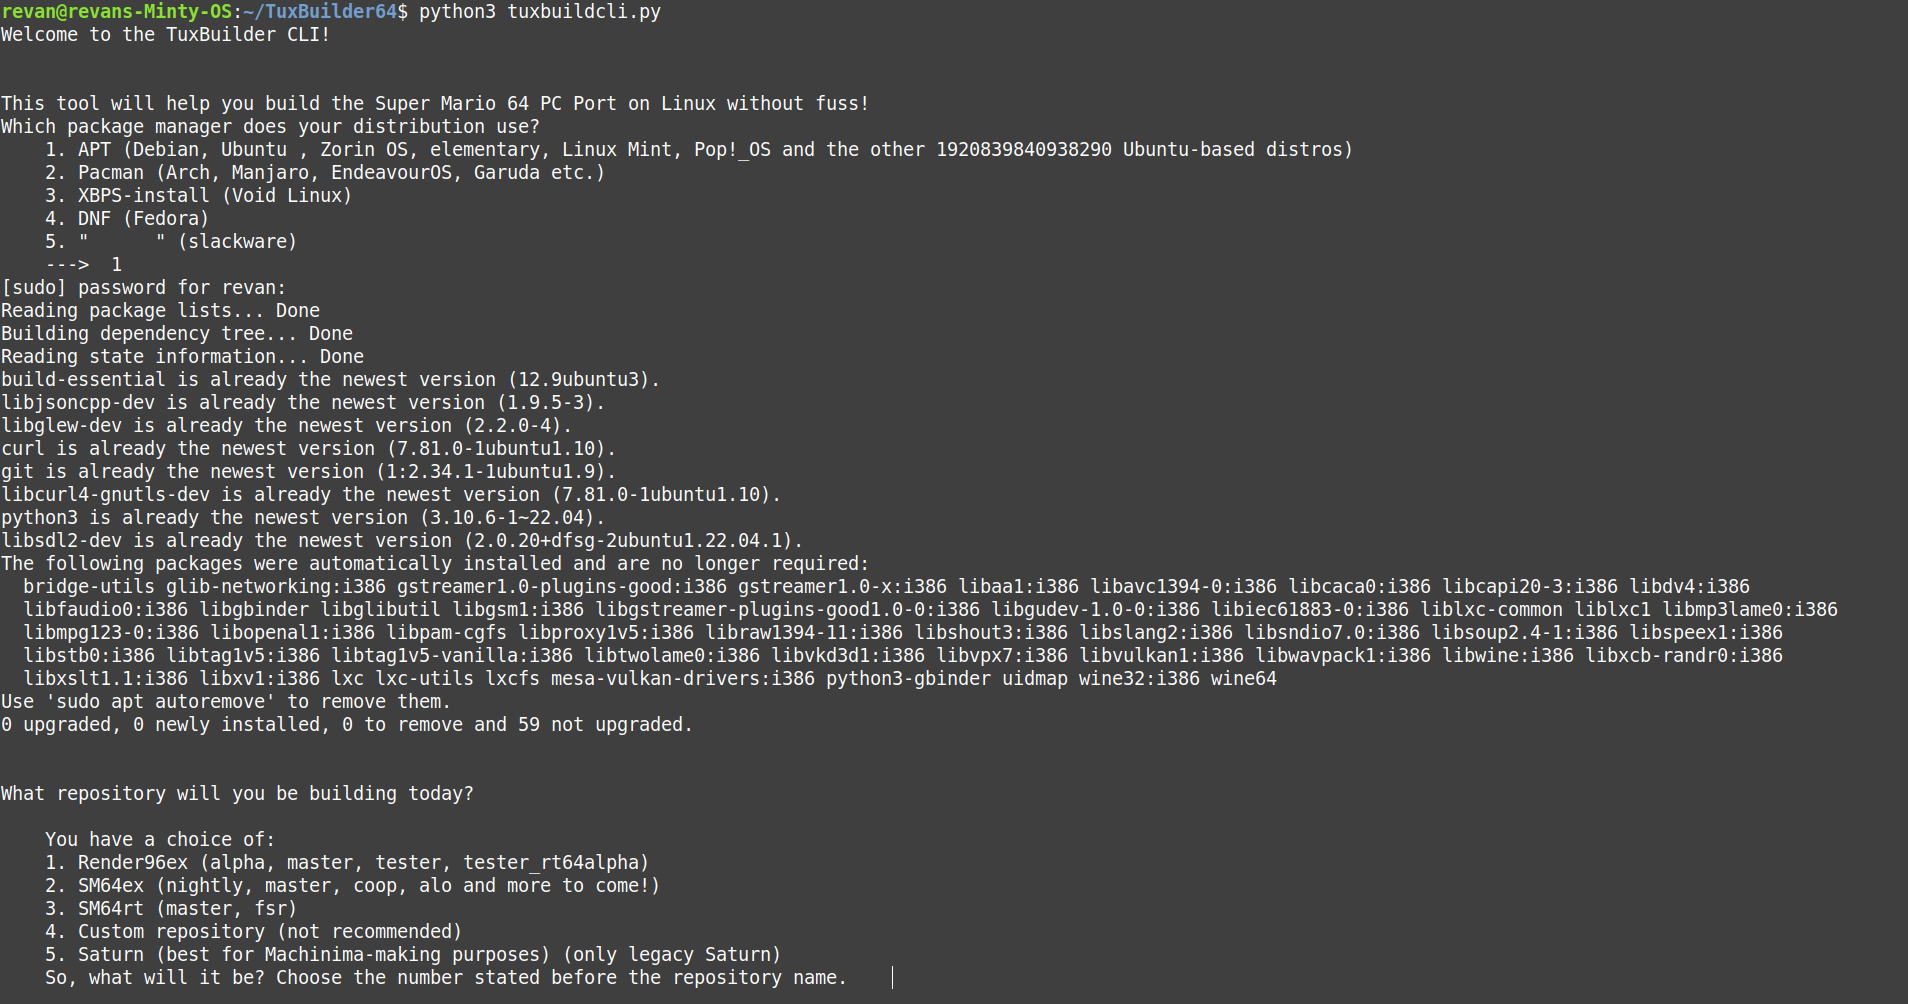 revan@revans-Minty-OS:~/TuxBuilder64$ python3 tuxbuildcli.py
Welcome to the TuxBuilder CLI!
This tool will help you build the Super Mario 64 PC Port on Linux without fuss!
Which package manager does your distribution use?
1. APT (Debian, Ubuntu , Zorin OS, elementary, Linux Mint, Pop!_OS and the other 1920839840938290 Ubuntu-based distros)
2. Pacman (Arch, Manjaro, EndeavourOS, Garuda etc.)
3. XBPS-install (Void Linux)
4. DNF (Fedora)
5. "      " (slackware)
--->  1
[sudo] password for revan:
Reading package lists... Done
Building dependency tree... Done
Reading state information... Done
build-essential is already the newest version (12.9ubuntu3).
libjsoncpp-dev is already the newest version (1.9.5-3).
libglew-dev is already the newest version (2.2.0-4).
curl is already the newest version (7.81.0-1ubuntu1.10).
git is already the newest version (1:2.34.1-1ubuntu1.9).
libcurl4-gnutls-dev is already the newest version (7.81.0-1ubuntu1.10).
python3 is already the newest version (3.10.6-1~22.04).
libsdl2-dev is already the newest version (2.0.20+dfsg-2ubuntu1.22.04.1).
The following packages were automatically installed and are no longer required:
bridge-utils glib-networking:i386 gstreamer1.0-plugins-good:i386 gstreamer1.0-x:i386 libaa1:i386 libavc1394-0:i386 libcaca0:i386 libcapi20-3:i386 libdv4:i386
libfaudio0:i386 libgbinder libglibutil libgsm1:i386 libgstreamer-plugins-good1.0-0:i386 libgudev-1.0-0:i386 libiec61883-0:i386 liblxc-common liblxc1 libmp3lame0:i386
libmpg123-0:i386 libopenal1:i386 libpam-cgfs libproxy1v5:i386 libraw1394-11:i386 libshout3:i386 libslang2:i386 libsndio7.0:i386 libsoup2.4-1:i386 libspeex1:i386
libstb0:i386 libtag1v5:i386 libtag1v5-vanilla:i386 libtwolame0:i386 libvkd3d1:i386 libvpx7:i386 libvulkan1:i386 libwavpack1:i386 libwine:i386 libxcb-randr0:i386
libxslt1.1:i386 libxv1:i386 lxc lxc-utils lxcfs mesa-vulkan-drivers:i386 python3-gbinder uidmap wine32:i386 wine64
Use 'sudo apt autoremove' to remove them.
0 upgraded, 0 newly installed, 0 to remove and 59 not upgraded.
What repository will you be building today?
You have a choice of:
1. Render96ex (alpha, master, tester, tester_rt64alpha)
2. SM64ex (nightly, master, coop, alo and more to come!)
3. SM64rt (master, fsr)
4. Custom repository (not recommended)
5. Saturn (best for Machinima-making purposes) (only legacy Saturn)
So, what will it be? Choose the number stated before the repository name.